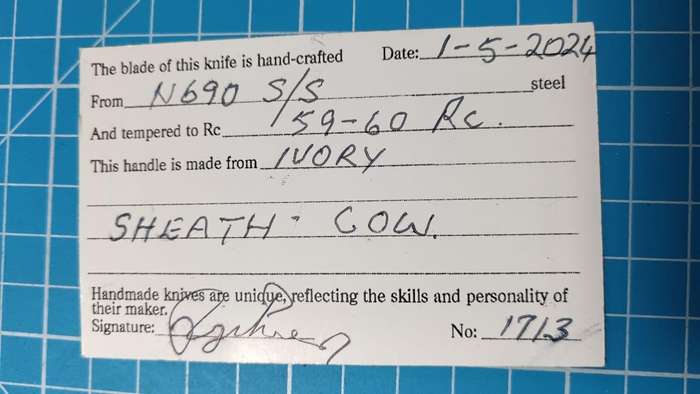 The blade of this knife is hand-crafted Date: 1-5-2024
From N690 S/S steel
And tempered to Rc 59-60 Rc.
This handle is made from IVORY
SHEATH - COW.
Handmade knives are unique, reflecting the skills and personality of
their maker.
Signature: No: 1713